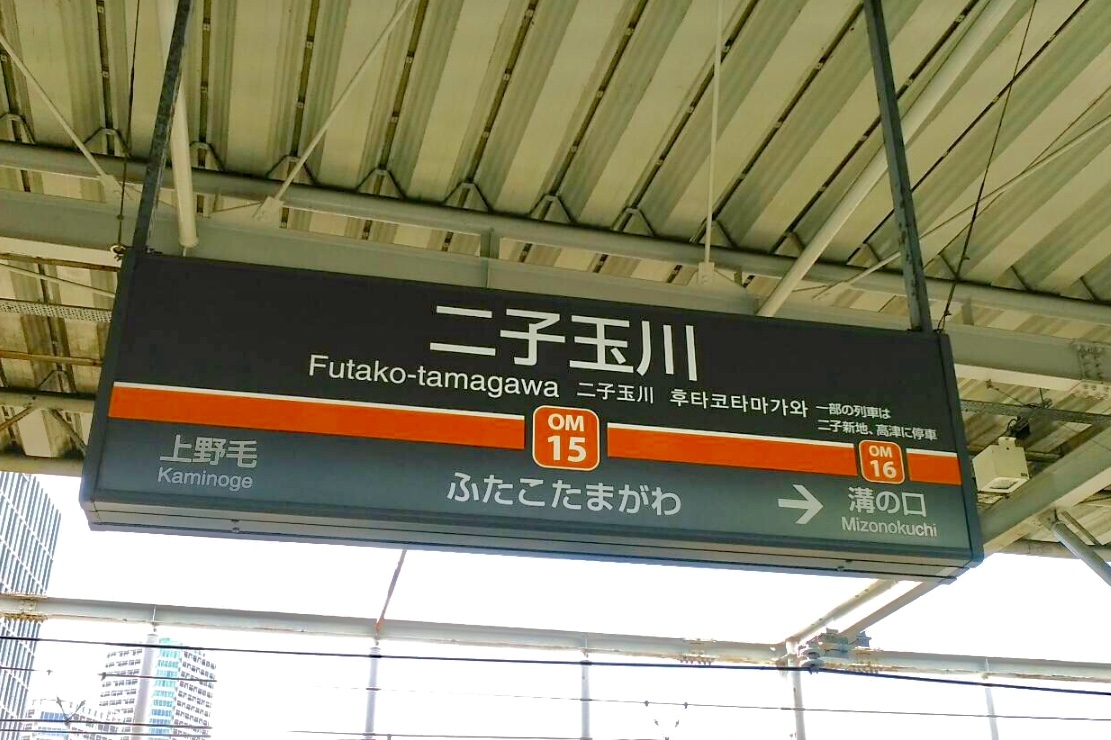 二子玉川
Futako-tamagawa 二子玉川 후타코타마가와
一部の列車は
二子新地、高津に停車
OM
15
OM
16
上野毛
Kaminoge
ふたこたまがわ
→ 溝の口
Mizonokuchi